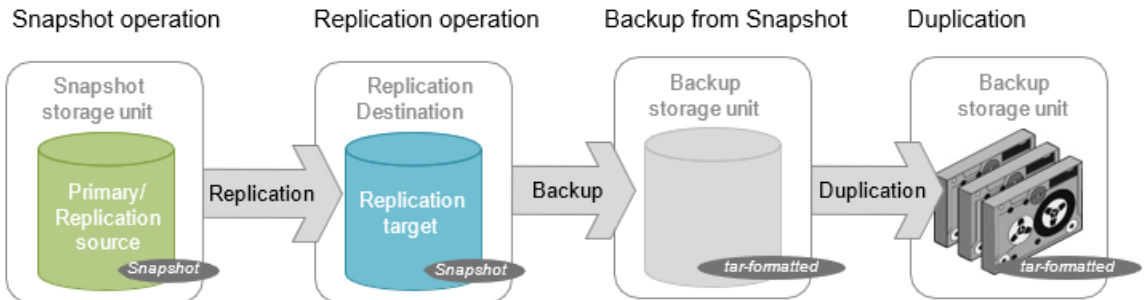 Snapshot operation
Replication operation
Backup from Snapshot
Duplication
Snapshot
storage unit
Primary/
Replication
source
Snapshot
Replication
Replication
Destination
Replication
target
Snapshot
Backup
Backup
storage unit
tar-formatted
Duplication
Backup
storage unit
tar-formatted